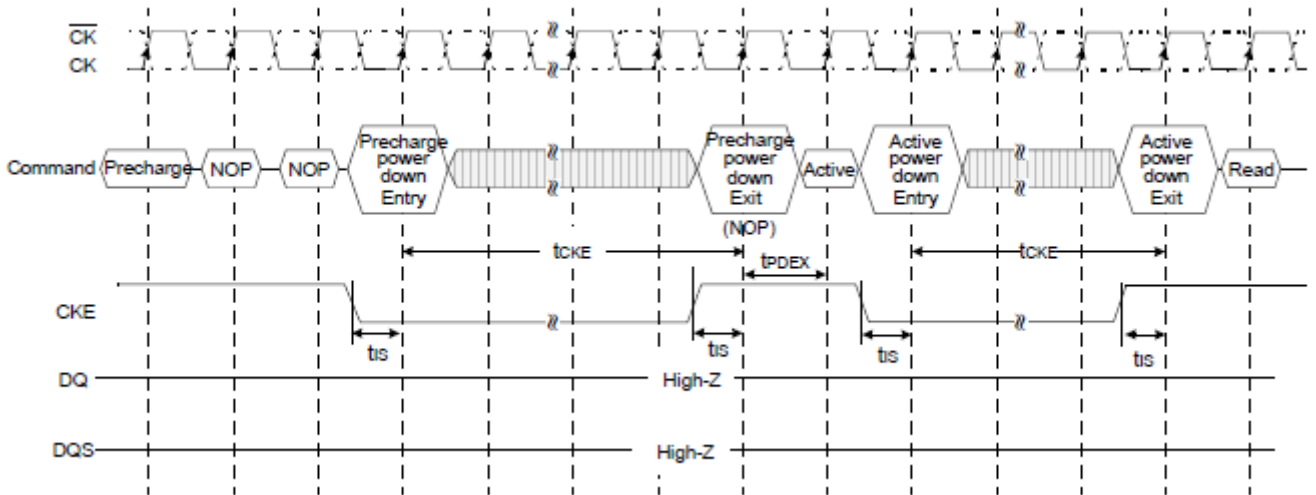 CK
CK
Command Precharge NOP NOP Precharge power down Entry Precharge power down Exit Active Active power down Entry Active power down Exit Read
(NOP)
tCKE tPDEX tCKE
CKE
tIS tIS tIS tIS
DQ High-Z
DQS High-Z